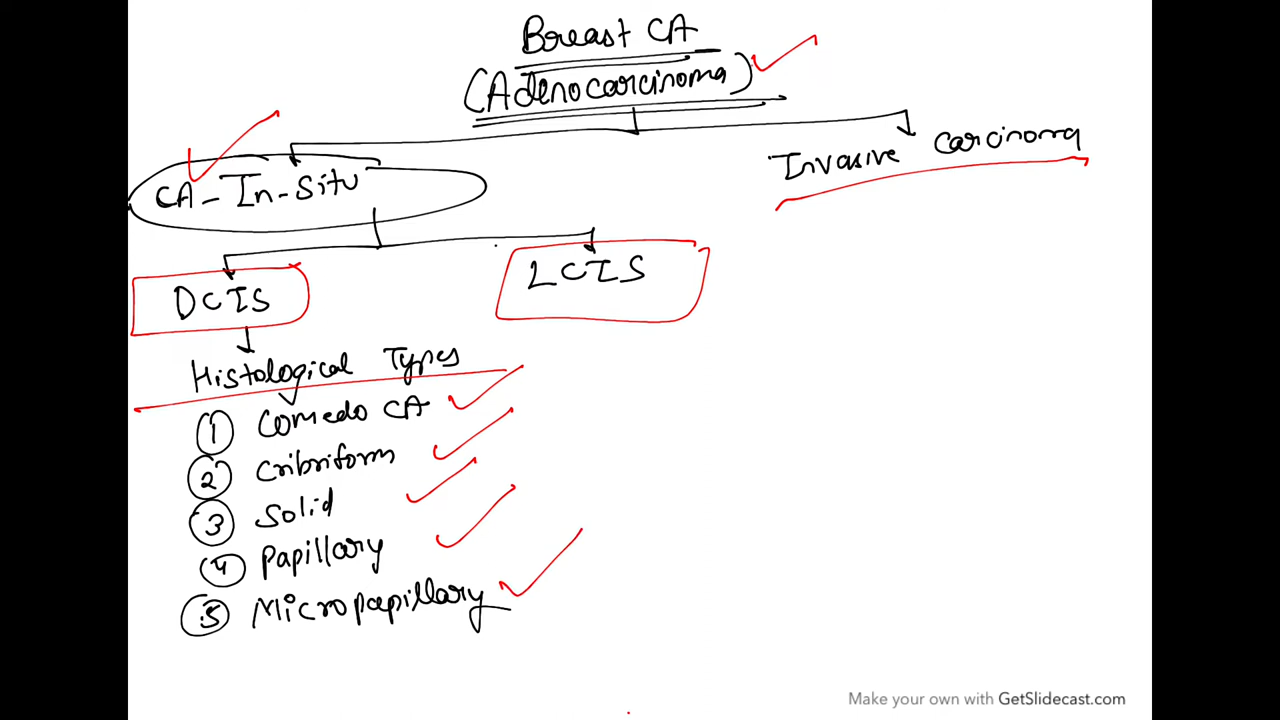 Breast CA
(Adenocarcinoma)
CA-In-Situ
Invasive carcinoma
DCIS
LCIS
Histological Types
1 Comedo CA
2 Cribriform
3 Solid
4 Papillary
5 Micropapillary
Make your own with GetSlidecast.com